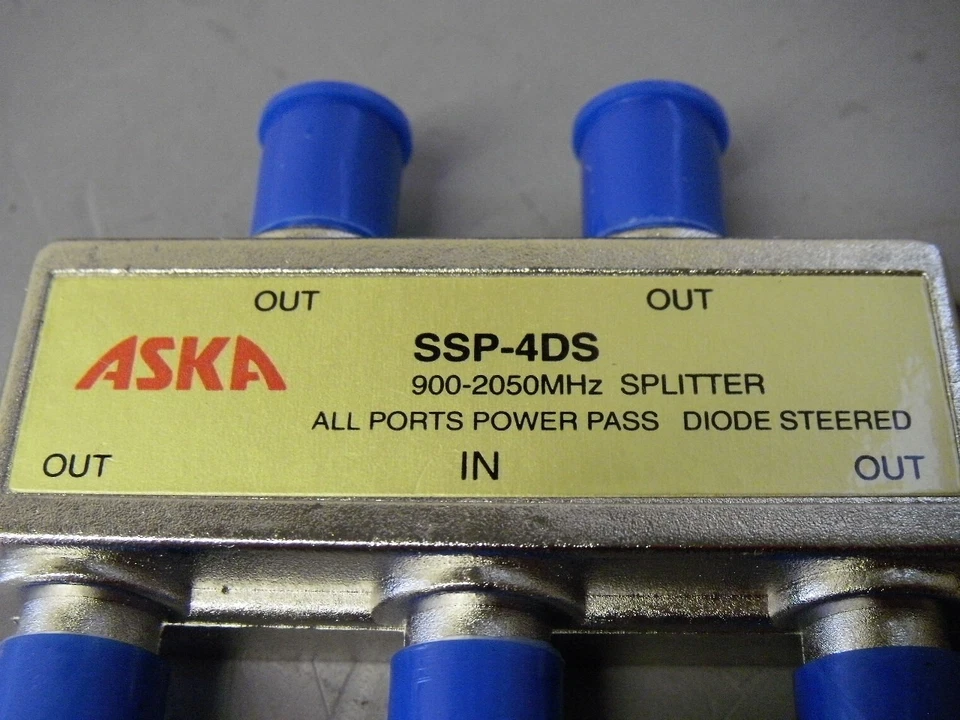 OUT OUT
ASKA SSP-4DS
900-2050MHz SPLITTER
ALL PORTS POWER PASS DIODE STEERED
OUT IN OUT